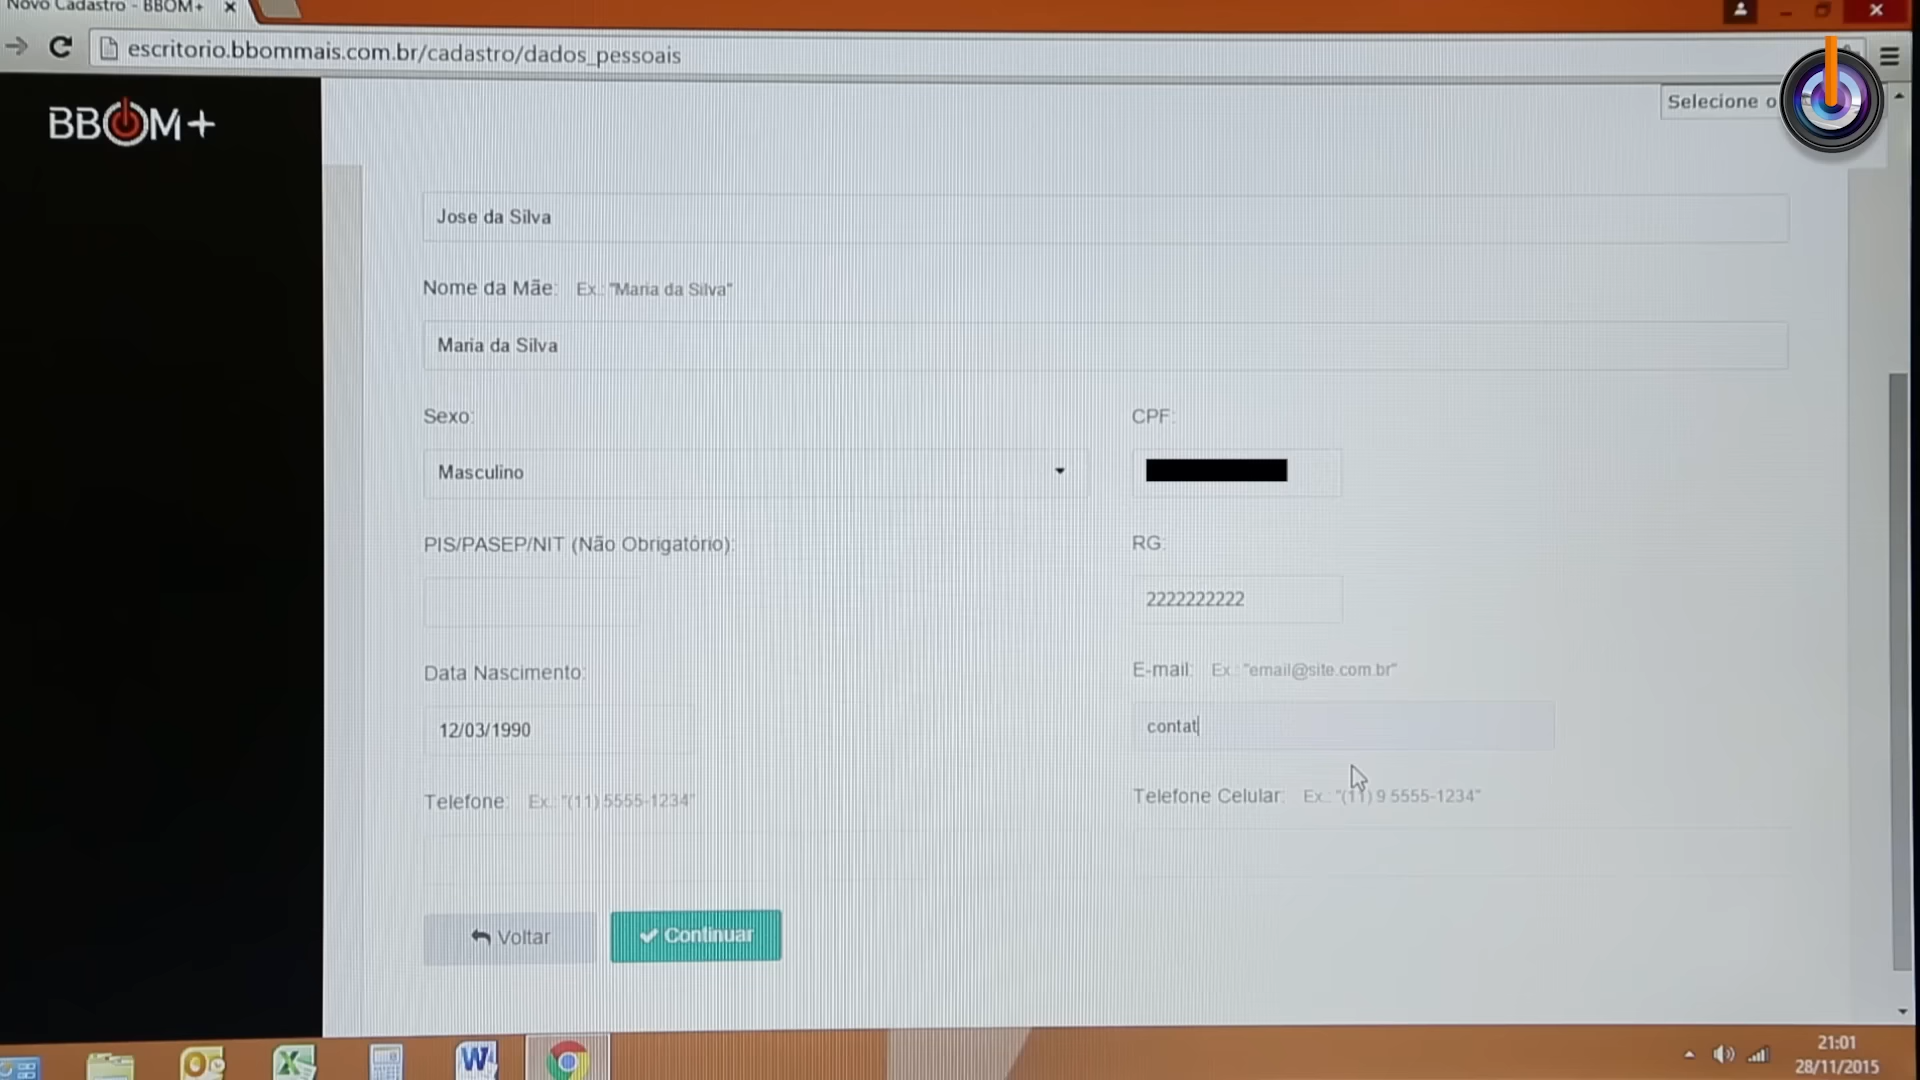 Novo Cadastro - BBOM+
escritorio.bbommais.com.br/cadastro/dados_pessoais
BBOM+
Selecione o
Jose da Silva
Nome da Mãe: Ex.: "Maria da Silva"
Maria da Silva
Sexo:
CPF:
Masculino
PIS/PASEP/NIT (Não Obrigatório):
RG:
2222222222
Data Nascimento:
E-mail: Ex.: "email@site.com.br"
12/03/1990
contat
Telefone: Ex.: "(11) 5555-1234"
Telefone Celular: Ex.: "(11) 9 5555-1234"
Voltar
Continuar
21:01
28/11/2015